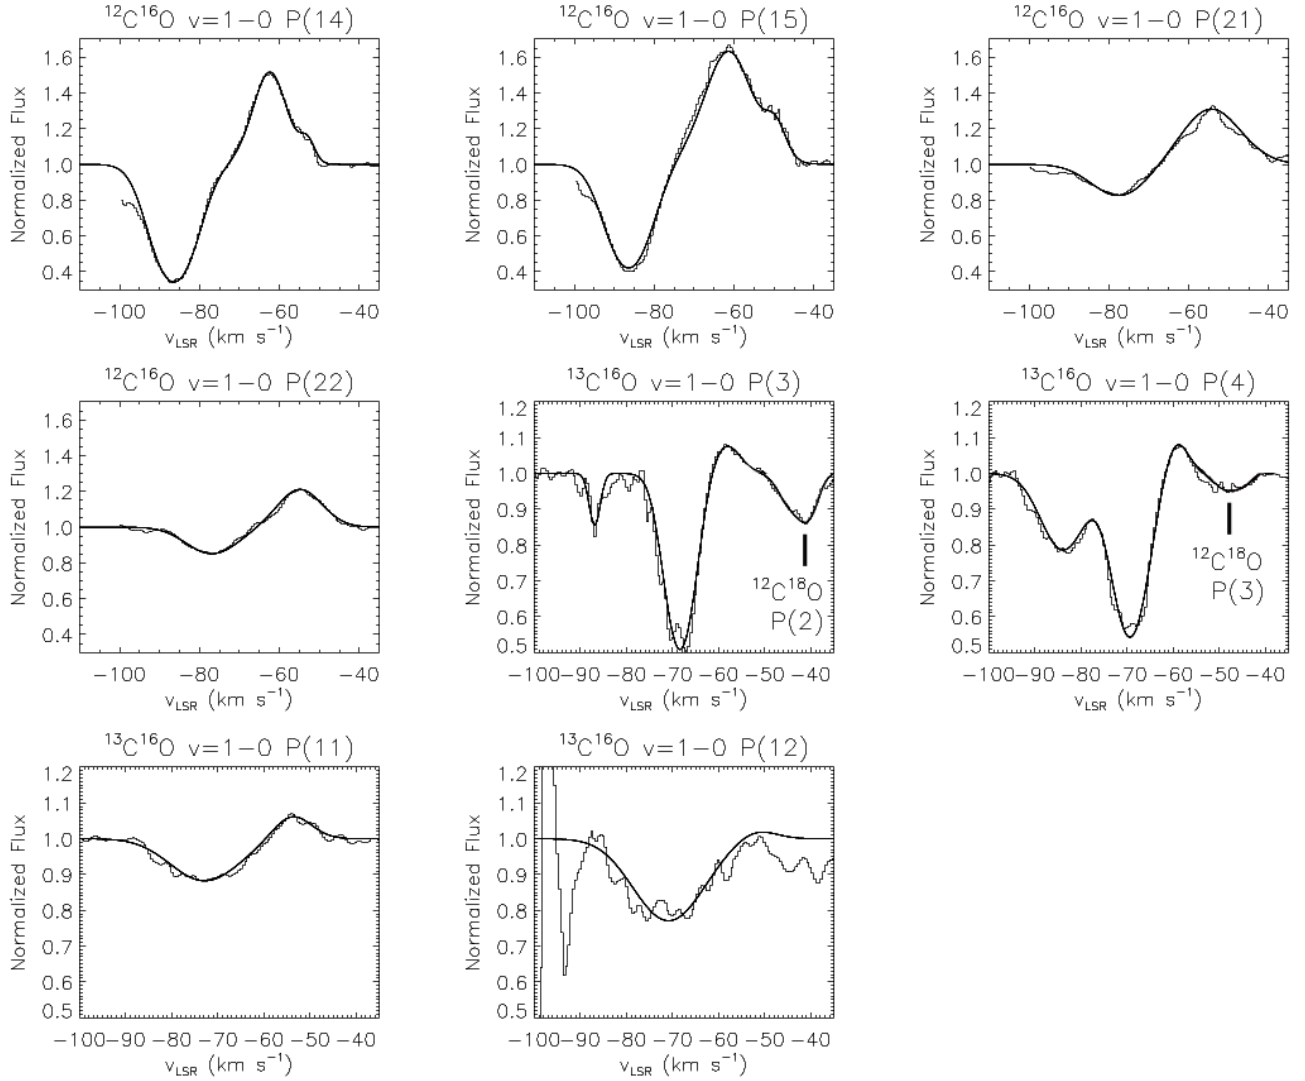 ¹²C¹⁶O v=1−0 P(14)
Normalized Flux
1.6
1.4
1.2
1.0
0.8
0.6
0.4
−100 −80 −60 −40
v_LSR (km s⁻¹)
¹²C¹⁶O v=1−0 P(15)
Normalized Flux
1.6
1.4
1.2
1.0
0.8
0.6
0.4
−100 −80 −60 −40
v_LSR (km s⁻¹)
¹²C¹⁶O v=1−0 P(21)
Normalized Flux
1.6
1.4
1.2
1.0
0.8
0.6
0.4
−100 −80 −60 −40
v_LSR (km s⁻¹)
¹²C¹⁶O v=1−0 P(22)
Normalized Flux
1.6
1.4
1.2
1.0
0.8
0.6
0.4
−100 −80 −60 −40
v_LSR (km s⁻¹)
¹³C¹⁶O v=1−0 P(3)
Normalized Flux
1.2
1.1
1.0
0.9
0.8
0.7
0.6
0.5
¹²C¹⁸O
P(2)
−100−90 −80 −70 −60 −50 −40
v_LSR (km s⁻¹)
¹³C¹⁶O v=1−0 P(4)
Normalized Flux
1.2
1.1
1.0
0.9
0.8
0.7
0.6
0.5
¹²C¹⁸O
P(3)
−100−90 −80 −70 −60 −50 −40
v_LSR (km s⁻¹)
¹³C¹⁶O v=1−0 P(11)
Normalized Flux
1.2
1.1
1.0
0.9
0.8
0.7
0.6
0.5
−100−90 −80 −70 −60 −50 −40
v_LSR (km s⁻¹)
¹³C¹⁶O v=1−0 P(12)
Normalized Flux
1.2
1.1
1.0
0.9
0.8
0.7
0.6
0.5
−100−90 −80 −70 −60 −50 −40
v_LSR (km s⁻¹)